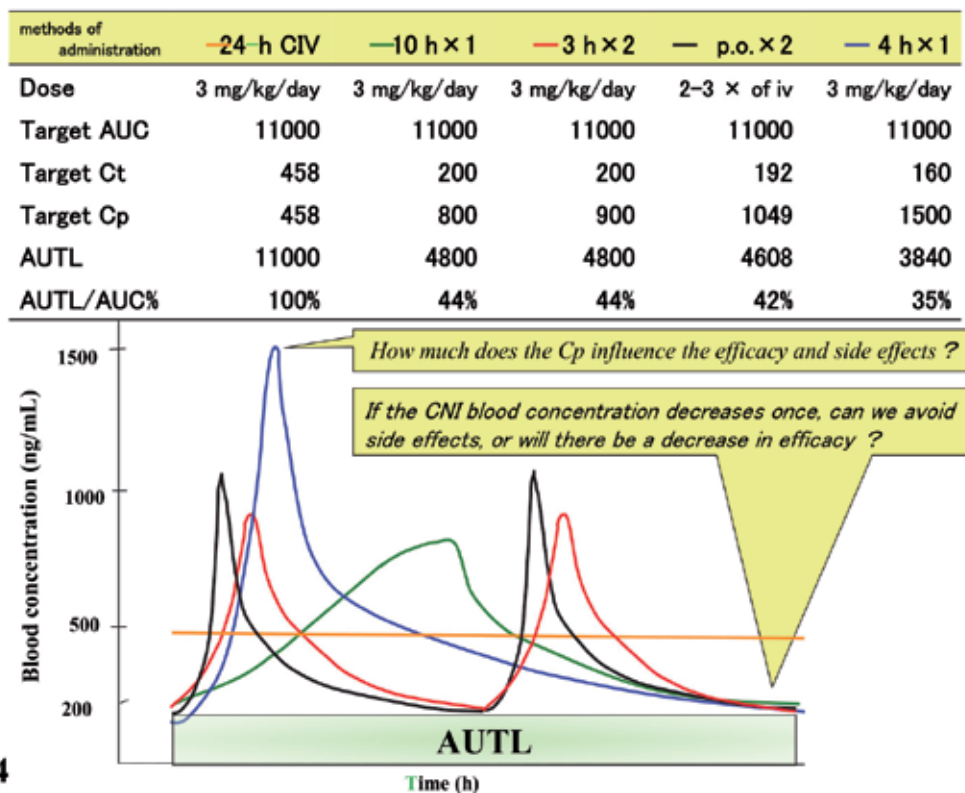 methods of administration 24-h CIV 10 h×1 3 h×2 p.o.×2 4 h×1
Dose 3 mg/kg/day 3 mg/kg/day 3 mg/kg/day 2-3 × of iv 3 mg/kg/day
Target AUC 11000 11000 11000 11000 11000
Target Ct 458 200 200 192 160
Target Cp 458 800 900 1049 1500
AUTL 11000 4800 4800 4608 3840
AUTL/AUC% 100% 44% 44% 42% 35%
How much does the Cp influence the efficacy and side effects ?
If the CNI blood concentration decreases once, can we avoid
side effects, or will there be a decrease in efficacy ?
Blood concentration (ng/mL)
1500
1000
500
200
AUTL
4
Time (h)